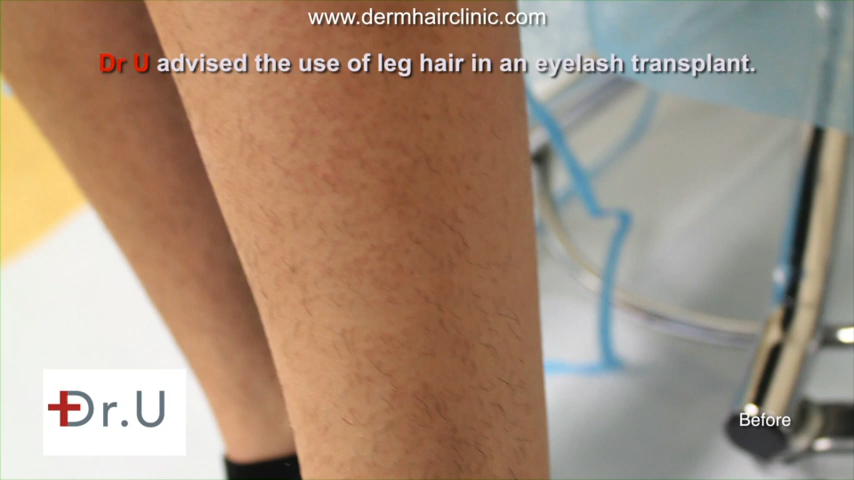 www.dermhairclinic.com
Dr U advised the use of leg hair in an eyelash transplant.
Dr.U
Before